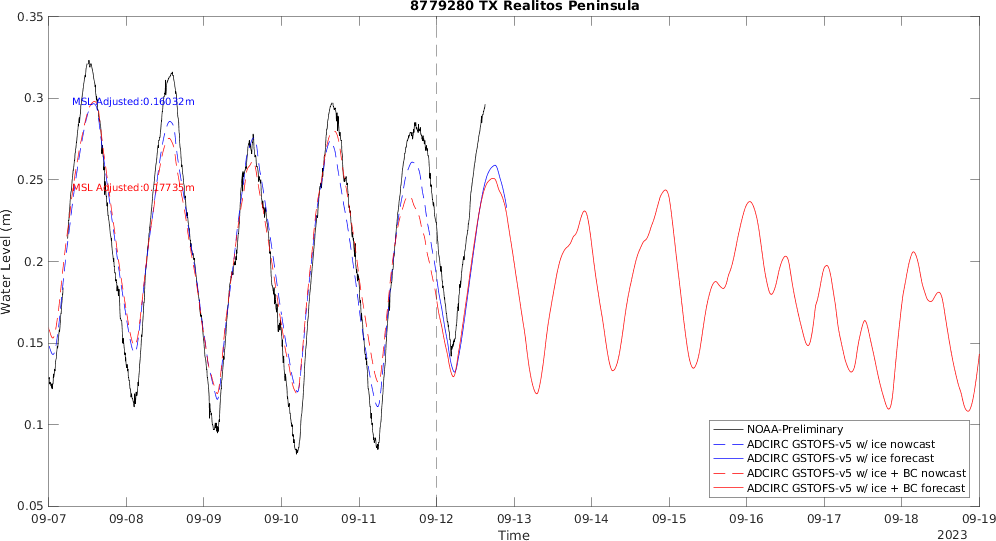 8779280 TX Realitos Peninsula
0.35
0.3
0.25
0.2
0.15
0.1
0.05
Water Level (m)
MSL Adjusted:0.16032m
MSL Adjusted:0.17735m
NOAA-Preliminary
ADCIRC GSTOFS-v5 w/ ice nowcast
ADCIRC GSTOFS-v5 w/ ice forecast
ADCIRC GSTOFS-v5 w/ ice + BC nowcast
ADCIRC GSTOFS-v5 w/ ice + BC forecast
09-07 09-08 09-09 09-10 09-11 09-12 09-13 09-14 09-15 09-16 09-17 09-18 09-19
Time
2023